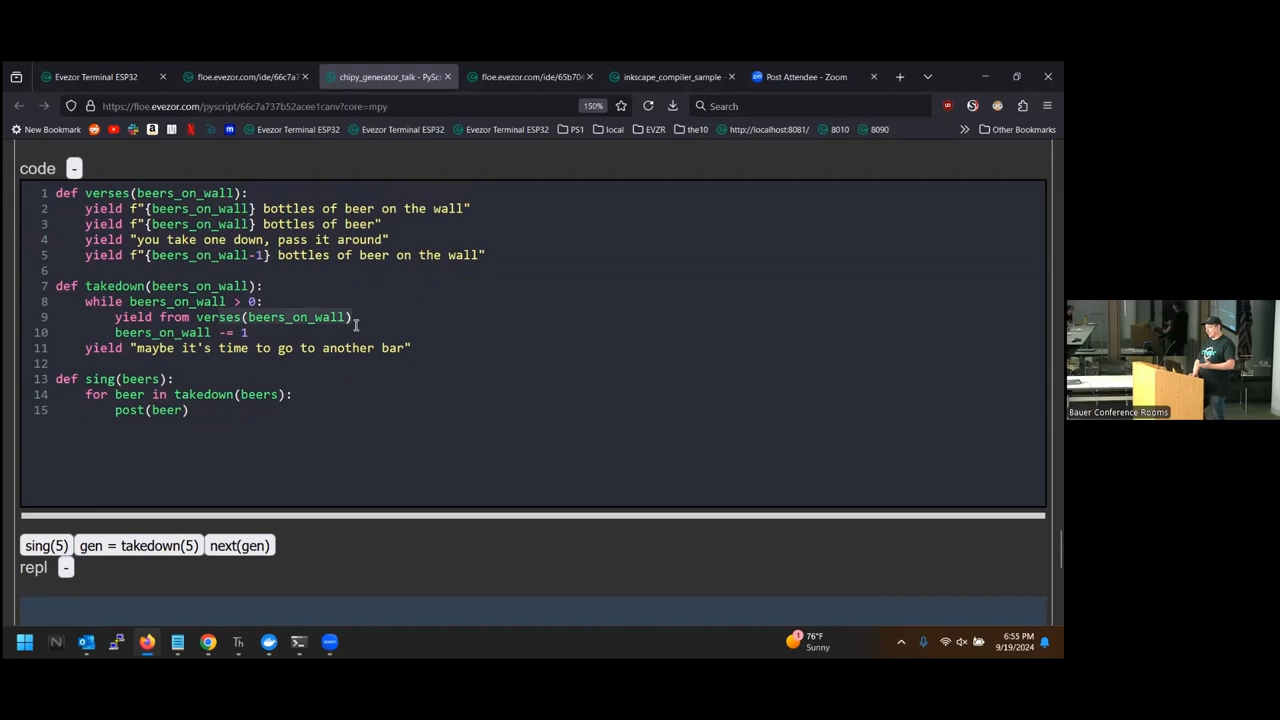 Evezor Terminal ESP32
floe.evezor.com/ide/66c7a7
chipy_generator_talk - PySc
floe.evezor.com/ide/65b704
inkscape_compiler_sample -
Post Attendee - Zoom
https://floe.evezor.com/pyscript/66c7a737b52acee1canv?core=mpy
150%
Search
New Bookmark
Evezor Terminal ESP32
Evezor Terminal ESP32
Evezor Terminal ESP32
PS1
local
EVZR
the10
http://localhost:8081/
8010
8090
Other Bookmarks
code -
1 def verses(beers_on_wall):
2 yield f"{beers_on_wall} bottles of beer on the wall"
3 yield f"{beers_on_wall} bottles of beer"
4 yield "you take one down, pass it around"
5 yield f"{beers_on_wall-1} bottles of beer on the wall"
6
7 def takedown(beers_on_wall):
8 while beers_on_wall > 0:
9 yield from verses(beers_on_wall)
10 beers_on_wall -= 1
11 yield "maybe it's time to go to another bar"
12
13 def sing(beers):
14 for beer in takedown(beers):
15 post(beer)
sing(5) gen = takedown(5) next(gen)
repl -
Bauer Conference Rooms
76°F
Sunny
6:55 PM
9/19/2024